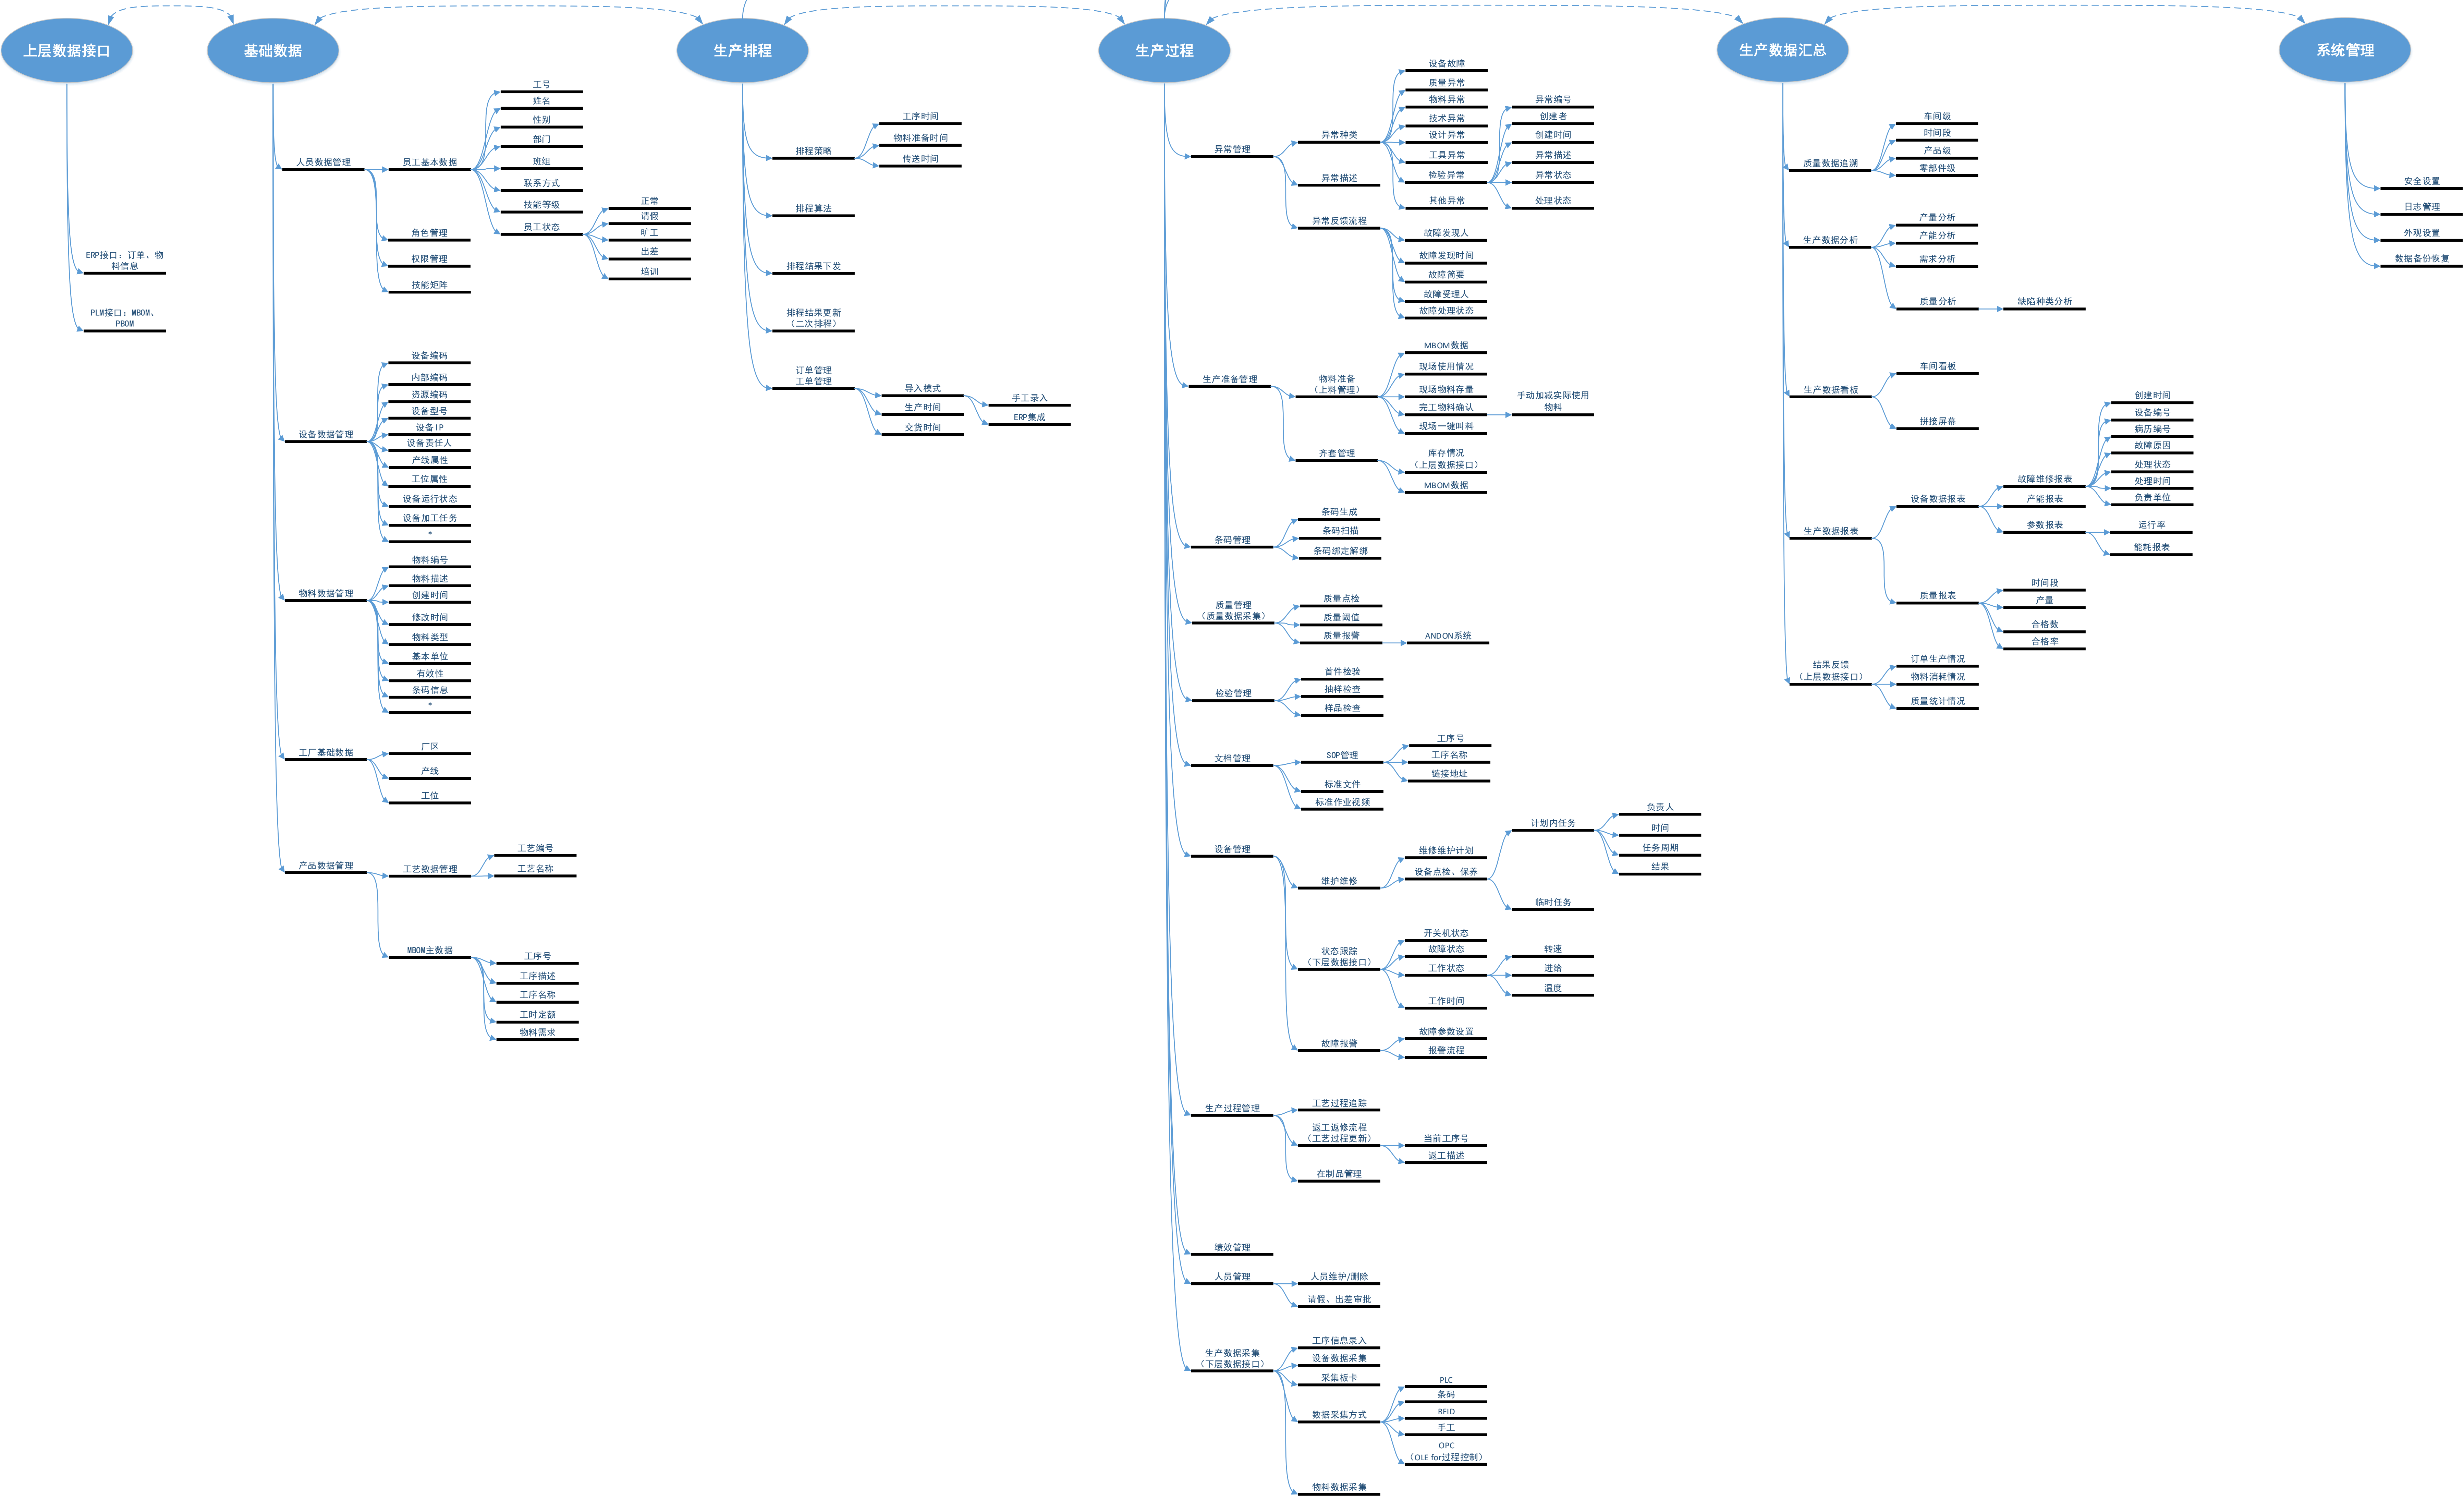 上层数据接口
ERP接口：订单、物
料信息
PLM接口：MBOM、
PBOM
基础数据
人员数据管理
员工基本数据
工号
姓名
性别
部门
班组
联系方式
技能等级
员工状态
正常
请假
旷工
出差
培训
角色管理
权限管理
技能矩阵
设备数据管理
设备编码
内部编码
资源编码
设备型号
设备IP
设备责任人
产线属性
工位属性
设备运行状态
设备加工任务
*
物料数据管理
物料编号
物料描述
创建时间
修改时间
物料类型
基本单位
有效性
条码信息
*
工厂基础数据
厂区
产线
工位
产品数据管理
工艺数据管理
工艺编号
工艺名称
MBOM主数据
工序号
工序描述
工序名称
工时定额
物料需求
生产排程
排程策略
工序时间
物料准备时间
传送时间
排程算法
排程结果下发
排程结果更新
（二次排程）
订单管理
工单管理
导入模式
手工录入
ERP集成
生产时间
交货时间
生产过程
异常管理
异常种类
设备故障
质量异常
物料异常
技术异常
设计异常
工具异常
检验异常
异常编号
创建者
创建时间
异常描述
异常状态
处理状态
其他异常
异常描述
异常反馈流程
故障发现人
故障发现时间
故障简要
故障受理人
故障处理状态
生产准备管理
物料准备
（上料管理）
MBOM数据
现场使用情况
现场物料存量
完工物料确认
手动加减实际使用
物料
现场一键叫料
齐套管理
库存情况
（上层数据接口）
MBOM数据
条码管理
条码生成
条码扫描
条码绑定解绑
质量管理
（质量数据采集）
质量点检
质量阈值
质量报警
ANDON系统
检验管理
首件检验
抽样检查
样品检查
文档管理
SOP管理
工序号
工序名称
链接地址
标准文件
标准作业视频
设备管理
维护维修
维修维护计划
设备点检、保养
计划内任务
负责人
时间
任务周期
结果
临时任务
状态跟踪
（下层数据接口）
开关机状态
故障状态
工作状态
转速
进给
温度
工作时间
故障报警
故障参数设置
报警流程
生产过程管理
工艺过程追踪
返工返修流程
（工艺过程更新）
当前工序号
返工描述
在制品管理
绩效管理
人员管理
人员维护/删除
请假、出差审批
生产数据采集
（下层数据接口）
工序信息录入
设备数据采集
采集板卡
数据采集方式
PLC
条码
RFID
手工
OPC
（OLE for过程控制）
物料数据采集
生产数据汇总
质量数据追溯
车间级
时间段
产品级
零部件级
生产数据分析
产量分析
产能分析
需求分析
质量分析
缺陷种类分析
生产数据看板
车间看板
拼接屏幕
生产数据报表
设备数据报表
故障维修报表
创建时间
设备编号
病历编号
故障原因
处理状态
处理时间
负责单位
产能报表
参数报表
运行率
能耗报表
质量报表
时间段
产量
合格数
合格率
结果反馈
（上层数据接口）
订单生产情况
物料消耗情况
质量统计情况
系统管理
安全设置
日志管理
外观设置
数据备份恢复